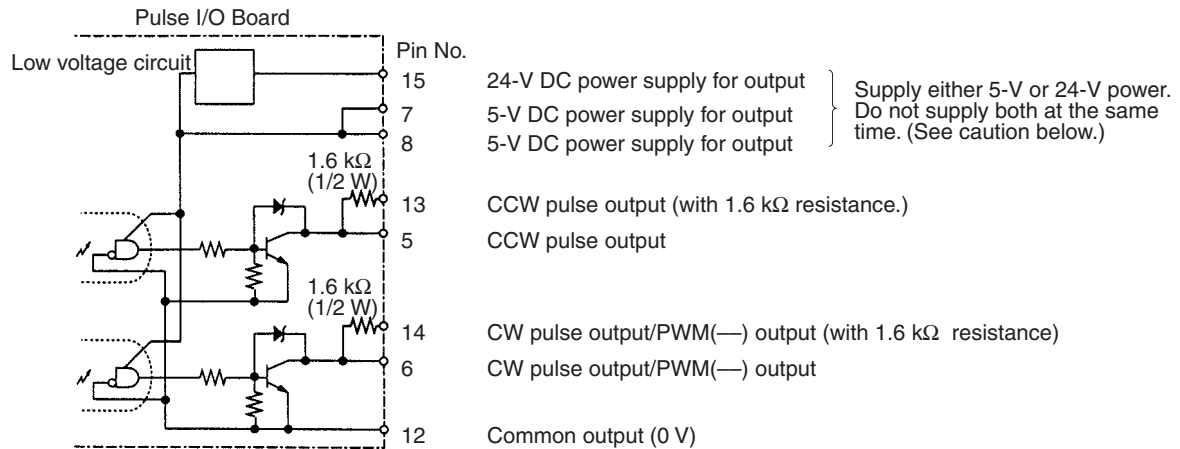 Pulse I/O Board
Pin No.
Low voltage circuit
15 24-V DC power supply for output
7 5-V DC power supply for output
8 5-V DC power supply for output
Supply either 5-V or 24-V power.
Do not supply both at the same
time. (See caution below.)
1.6 kΩ
(1/2 W)
13 CCW pulse output (with 1.6 kΩ resistance.)
5 CCW pulse output
1.6 kΩ
(1/2 W)
14 CW pulse output/PWM(––) output (with 1.6 kΩ resistance)
6 CW pulse output/PWM(––) output
12 Common output (0 V)